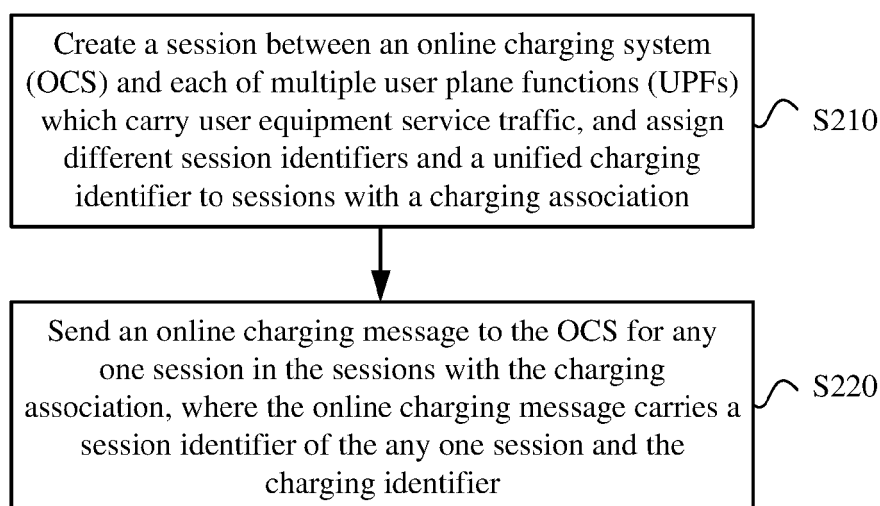 Create a session between an online charging system
(OCS) and each of multiple user plane functions (UPFs)
which carry user equipment service traffic, and assign
different session identifiers and a unified charging
identifier to sessions with a charging association
S210
Send an online charging message to the OCS for any
one session in the sessions with the charging
association, where the online charging message carries a
session identifier of the any one session and the
charging identifier
S220